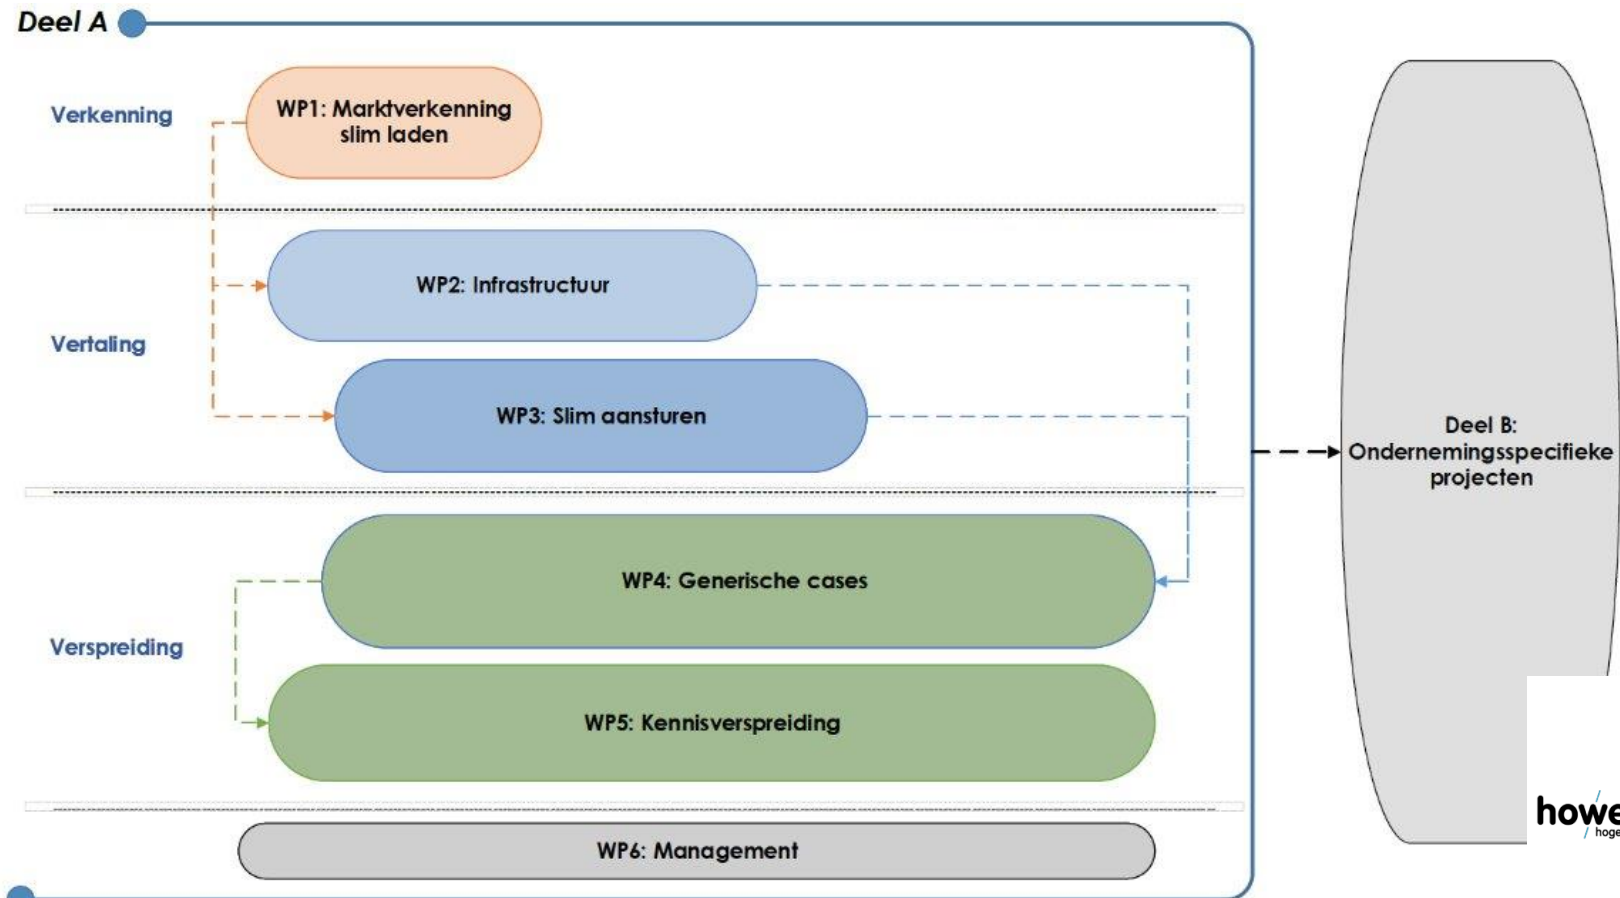 Deel A
Verkenning
WP1: Marktverkenning
slim laden
WP2: Infrastructuur
Vertaling
WP3: Slim aansturen
Deel B:
Ondernemingsspecifieke
projecten
WP4: Generische cases
Verspreiding
WP5: Kennisverspreiding
howe
hoge
WP6: Management